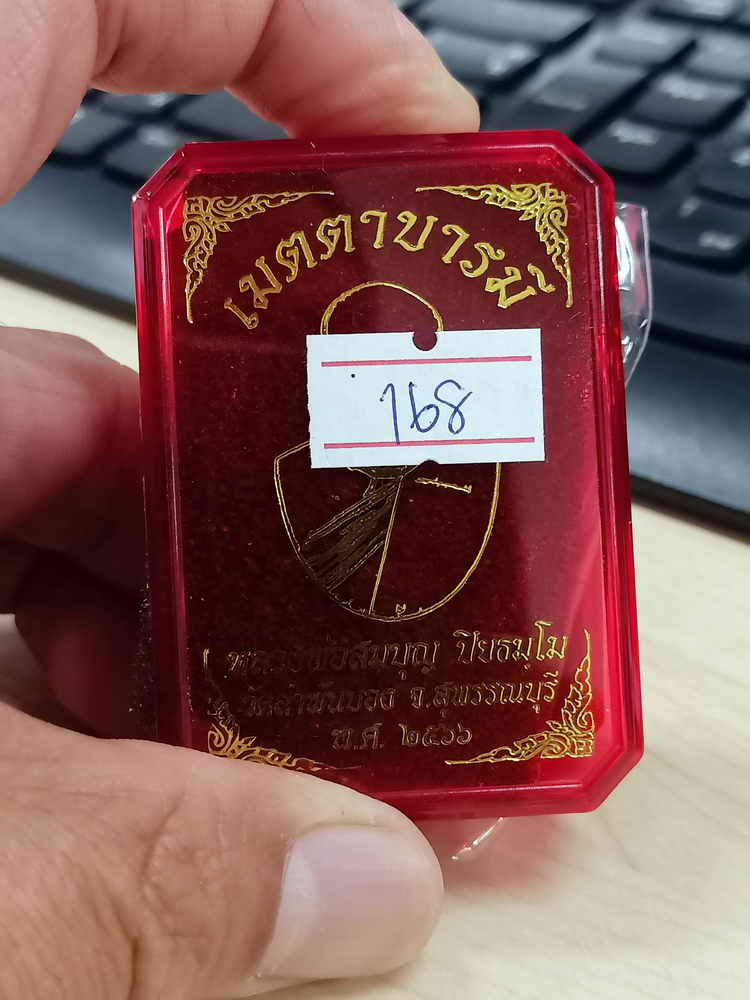 เมตตาบารมี
168
หลวงพ่อสมบุญ ปิยธมฺโม
วัดลำพันบอง จ.สุพรรณบุรี
พ.ศ. ๒๕๖๖